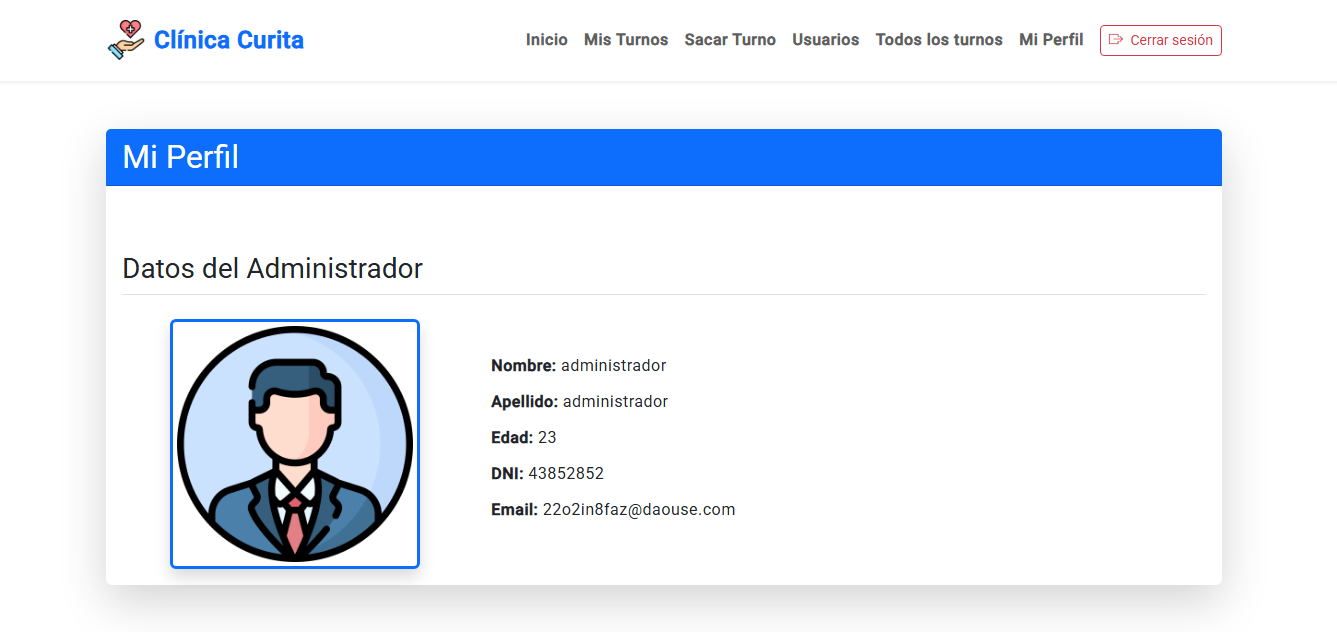 Clínica Curita
Inicio Mis Turnos Sacar Turno Usuarios Todos los turnos Mi Perfil Cerrar sesión
Mi Perfil
Datos del Administrador
Nombre: administrador
Apellido: administrador
Edad: 23
DNI: 43852852
Email: 22o2in8faz@daouse.com